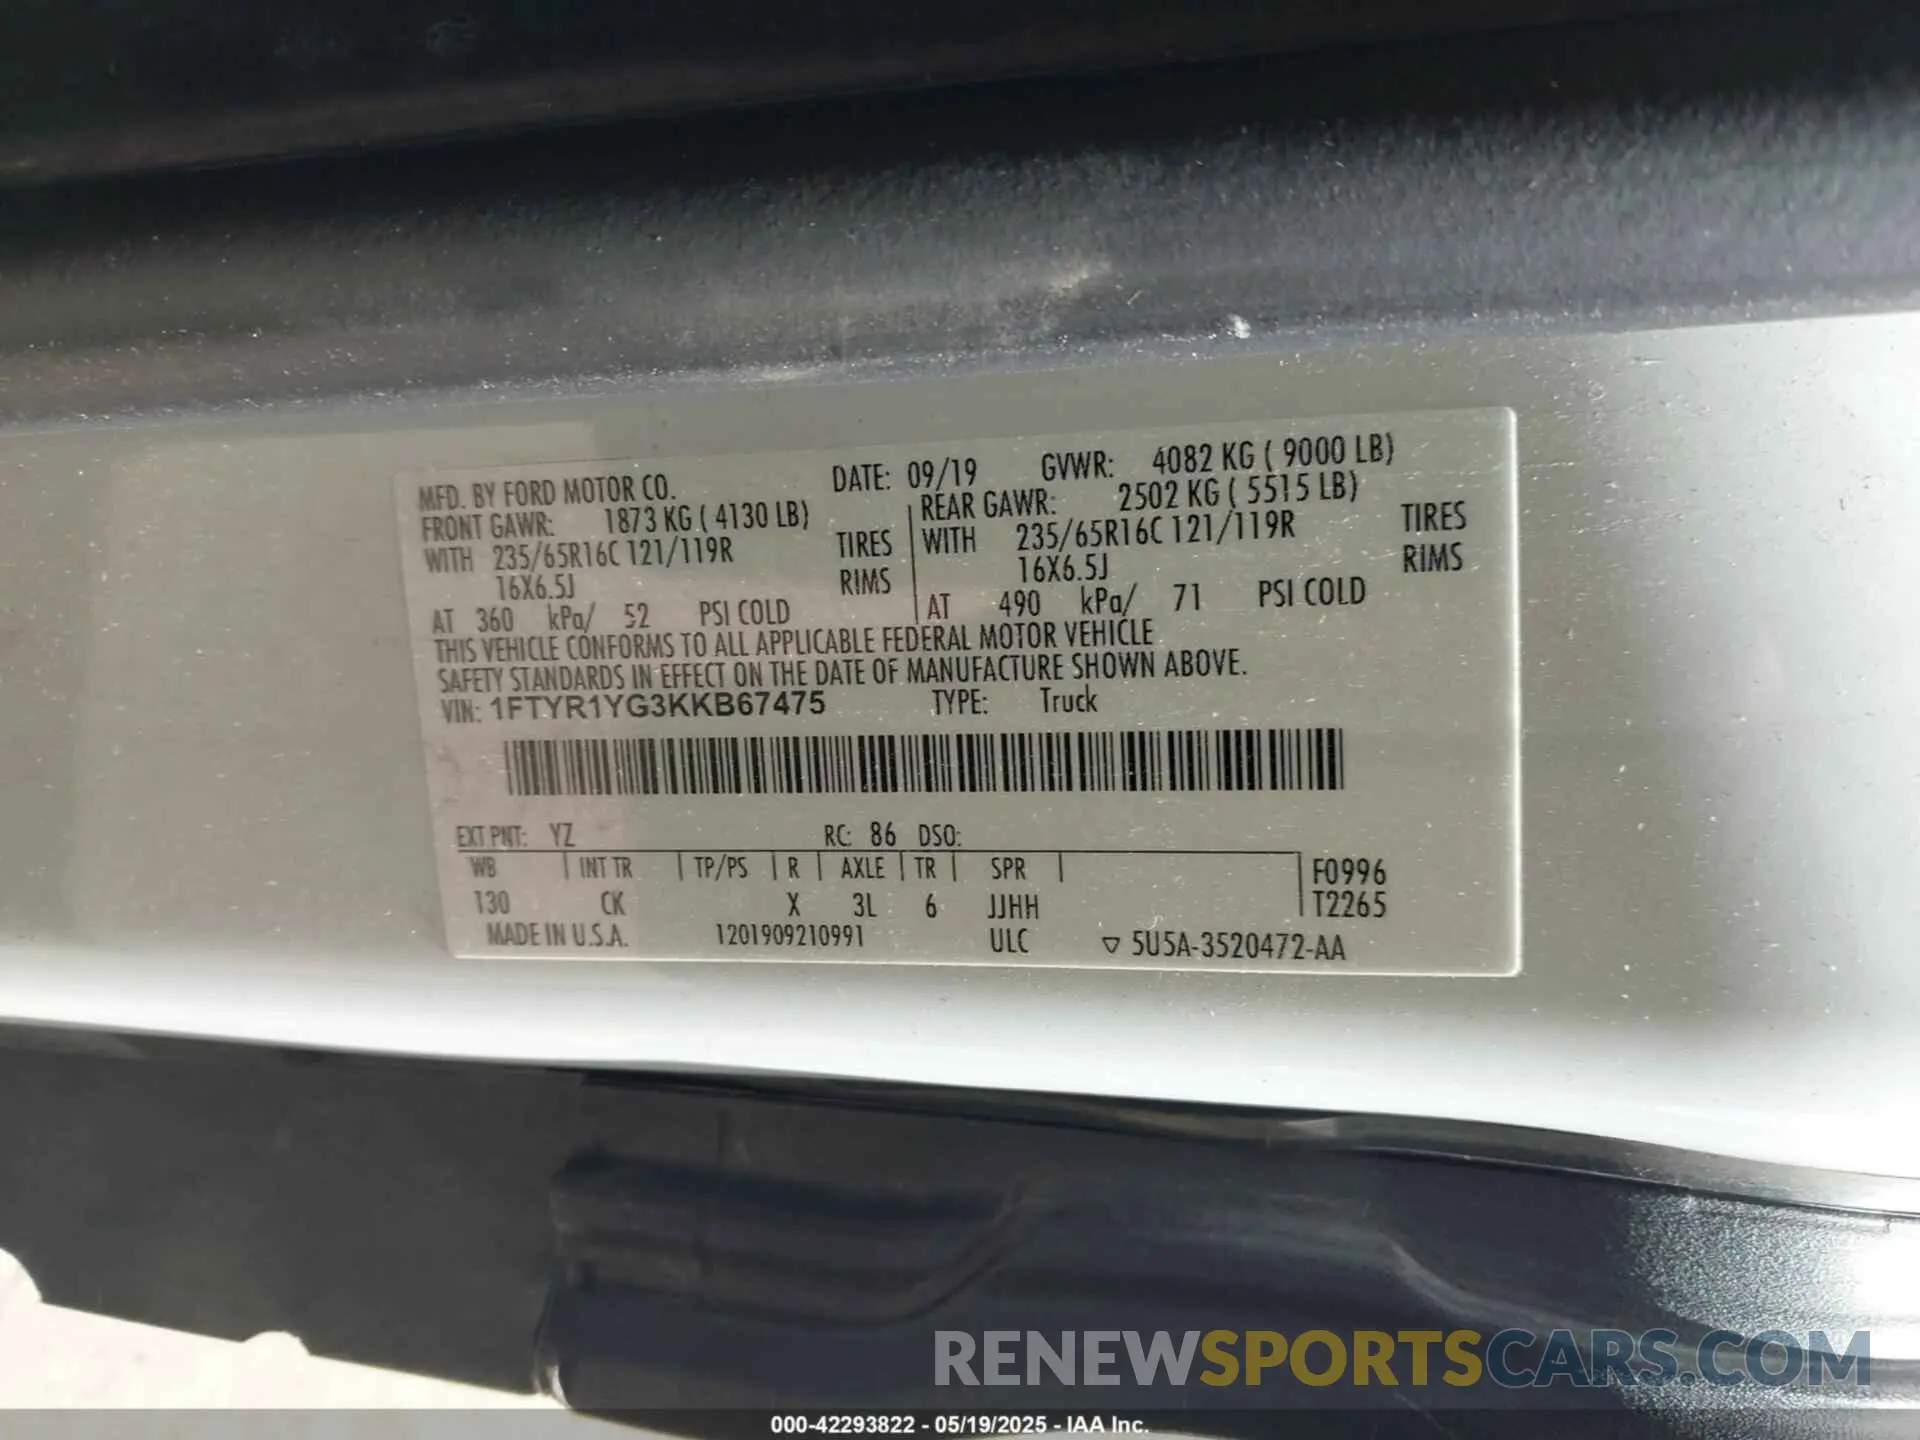 MFD. BY FORD MOTOR CO. DATE: 09/19 GVWR: 4082 KG ( 9000 LB)
FRONT GAWR: 1873 KG ( 4130 LB) REAR GAWR: 2502 KG ( 5515 LB)
WITH 235/65R16C 121/119R TIRES WITH 235/65R16C 121/119R TIRES
16X6.5J RIMS 16X6.5J RIMS
AT 360 kPa/ 52 PSI COLD AT 490 kPa/ 71 PSI COLD
THIS VEHICLE CONFORMS TO ALL APPLICABLE FEDERAL MOTOR VEHICLE
SAFETY STANDARDS IN EFFECT ON THE DATE OF MANUFACTURE SHOWN ABOVE.
VIN: 1FTYR1YG3KKB67475 TYPE: Truck
EXT PNT: YZ RC: 86 DSO:
WB INT TR TP/PS R AXLE TR SPR F0996
130 CK X 3L 6 JJHH T2265
MADE IN U.S.A. 1201909210991 ULC ▽ 5U5A-3520472-AA
RENEWSPORTSCARS.COM
000-42293822 - 05/19/2025 - IAA Inc.